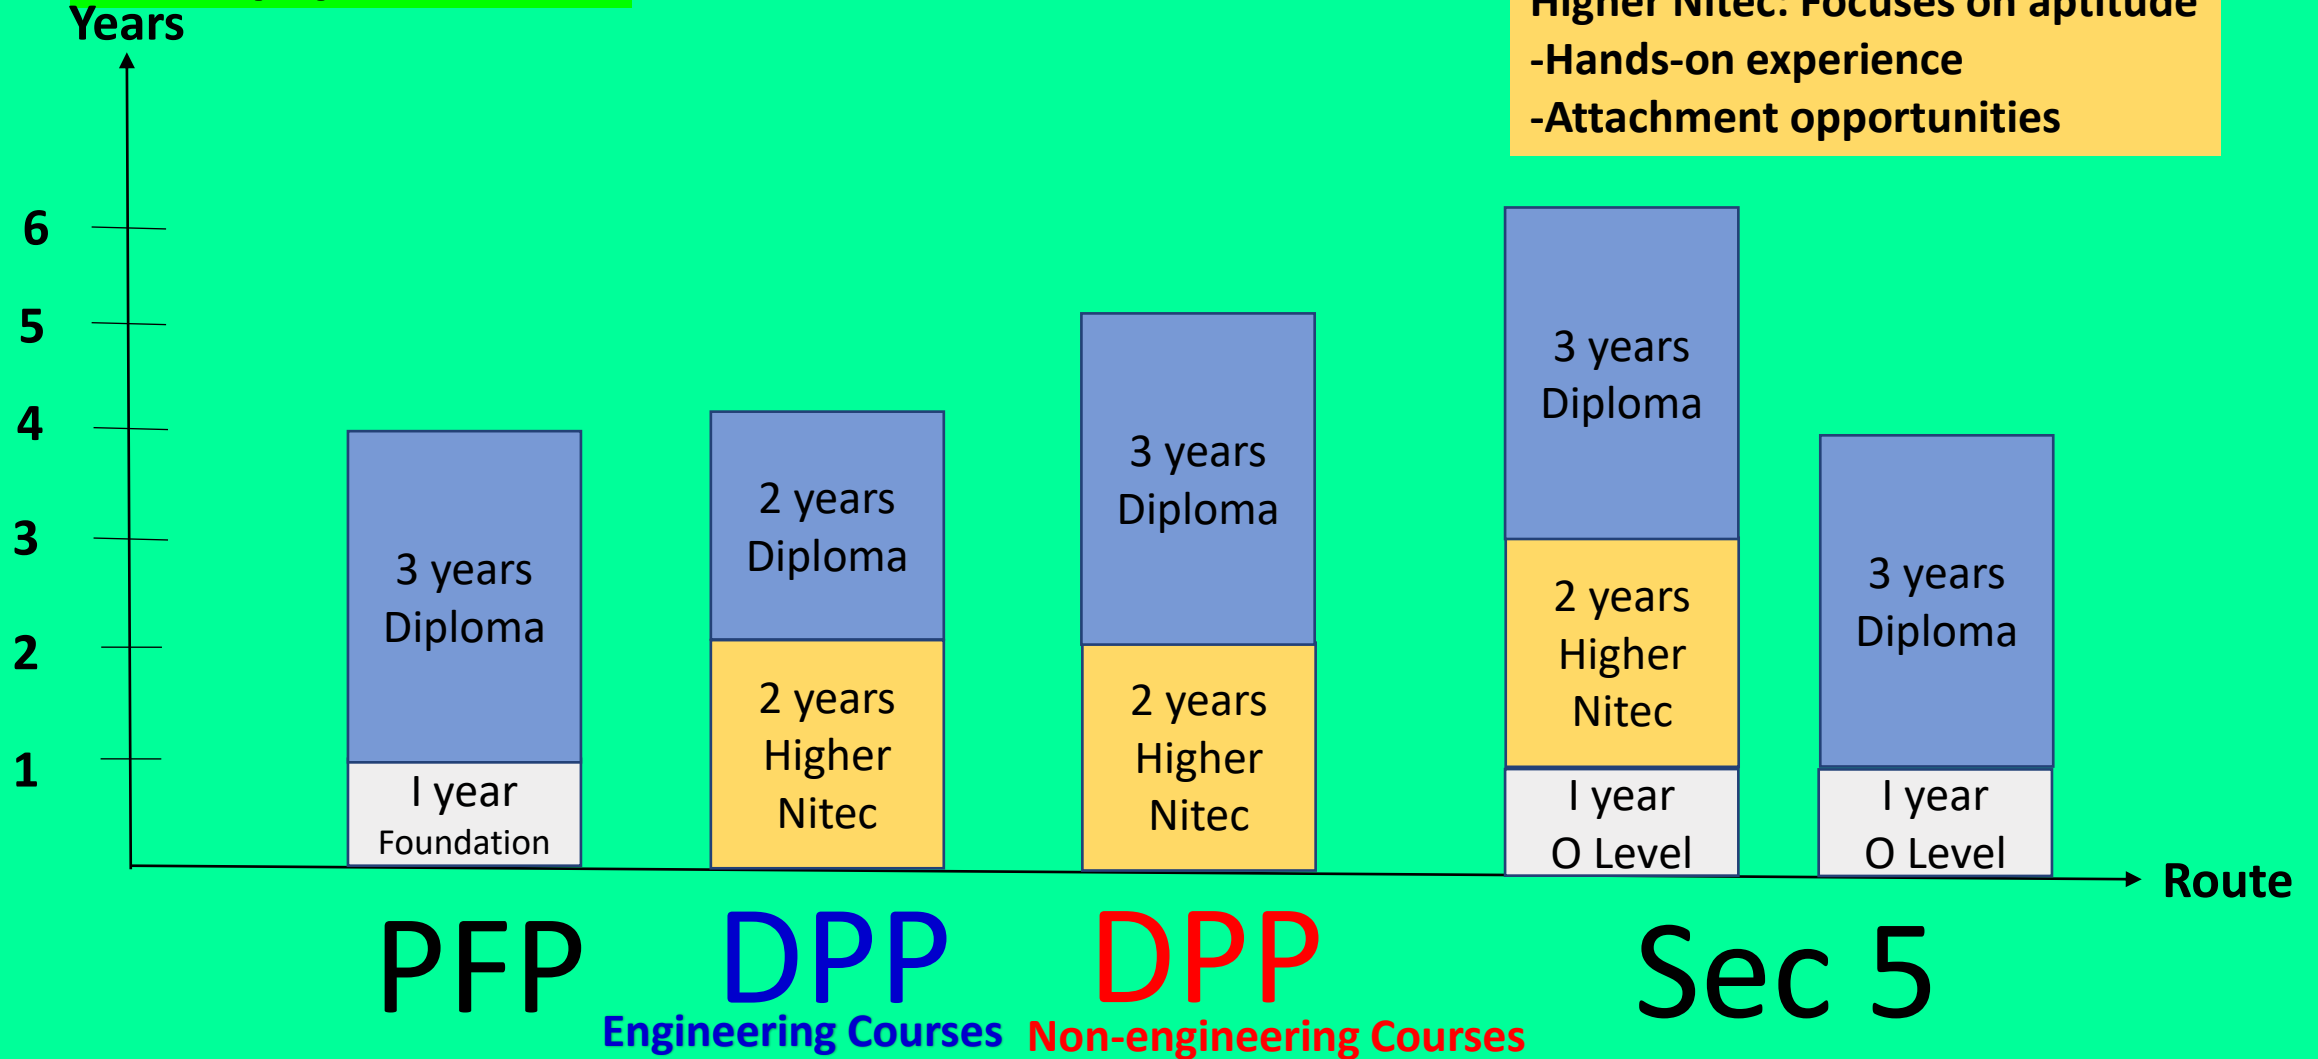 Years
Higher Nitec: Focuses on aptitude
-Hands-on experience
-Attachment opportunities
6
5
4
3
2
1
3 years
Diploma
I year
Foundation
2 years
Diploma
2 years
Higher
Nitec
3 years
Diploma
2 years
Higher
Nitec
3 years
Diploma
2 years
Higher
Nitec
I year
O Level
3 years
Diploma
I year
O Level
Route
PFP
DPP
Engineering Courses
DPP
Non-engineering Courses
Sec 5